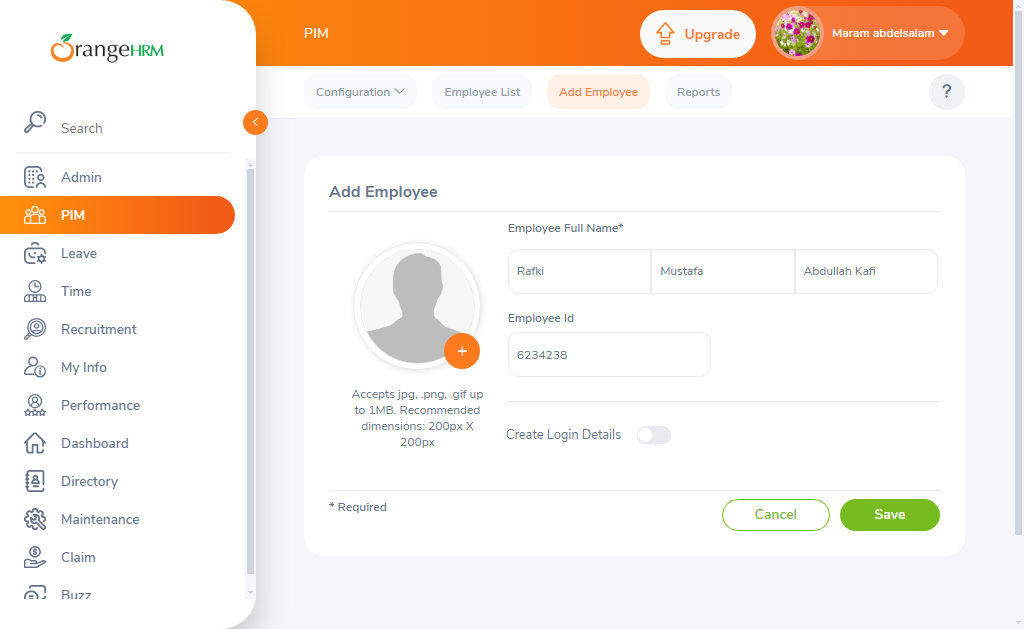 OrangeHRM
PIM
Upgrade
Maram abdelsalam
Configuration
Employee List
Add Employee
Reports
?
Search
Admin
PIM
Leave
Time
Recruitment
My Info
Performance
Dashboard
Directory
Maintenance
Claim
Buzz
Add Employee
Accepts jpg, .png, .gif up
to 1MB. Recommended
dimensions: 200px X
200px
Employee Full Name*
Rafki
Mustafa
Abdullah Kafi
Employee Id
6234238
Create Login Details
* Required
Cancel
Save